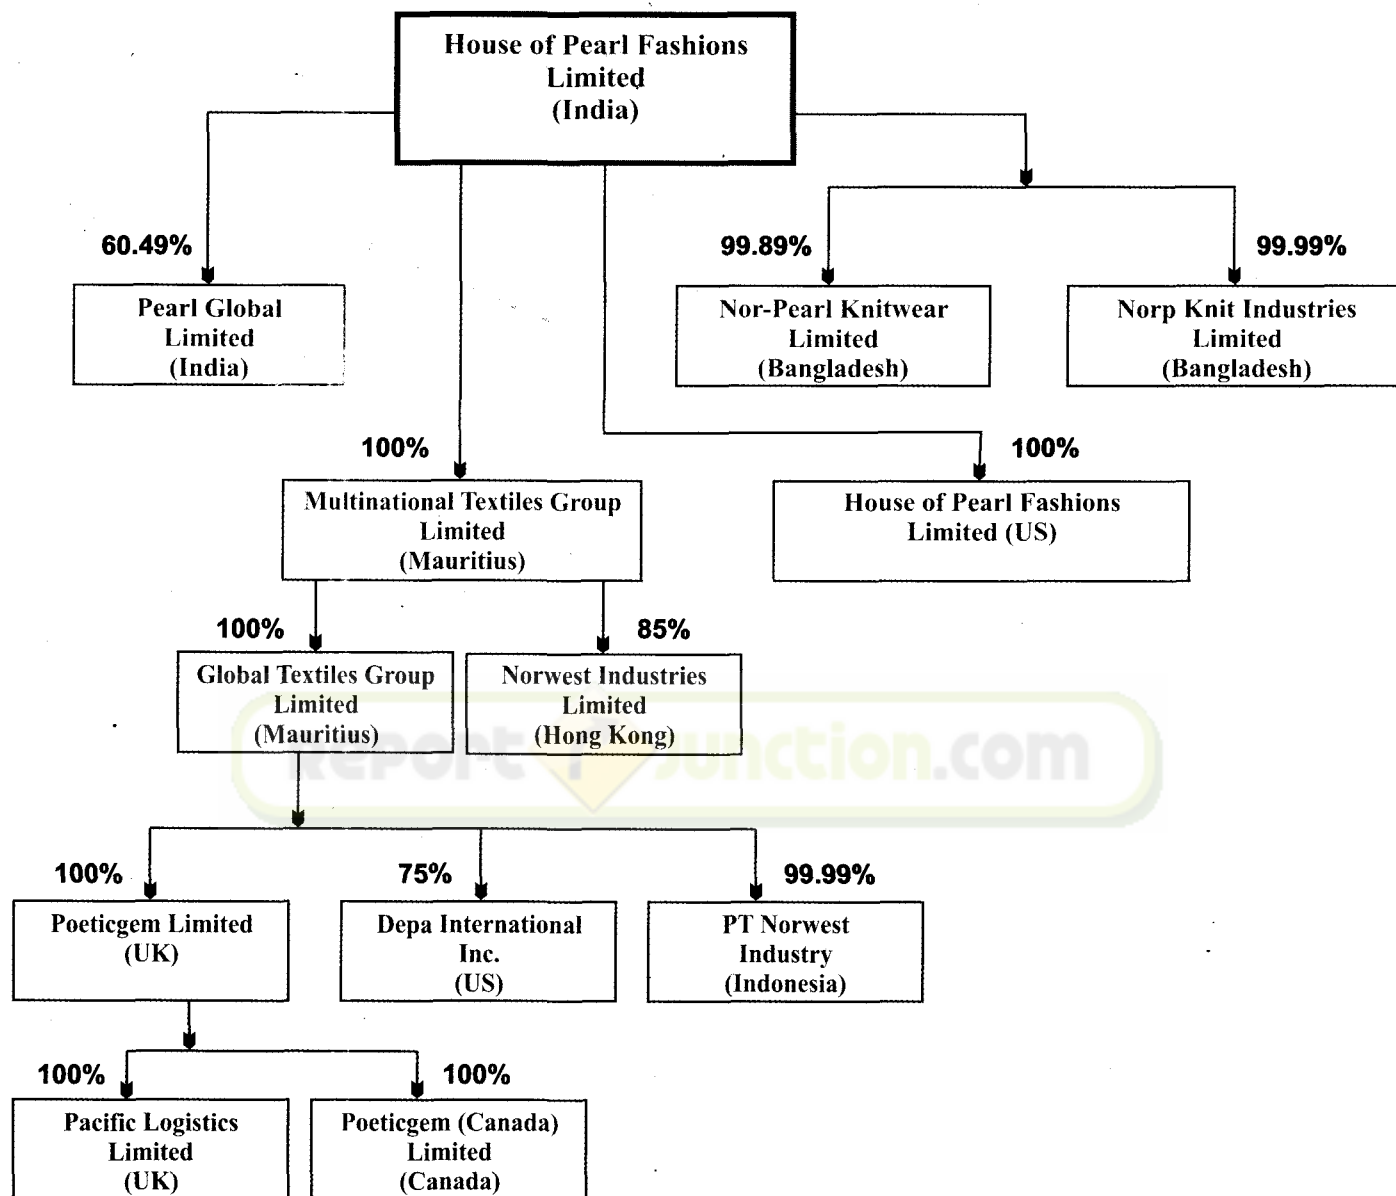 House of Pearl Fashions
Limited
(India)
60.49%
99.89%
99.99%
Pearl Global
Limited
(India)
Nor-Pearl Knitwear
Limited
(Bangladesh)
Norp Knit Industries
Limited
(Bangladesh)
100%
100%
Multinational Textiles Group
Limited
(Mauritius)
House of Pearl Fashions
Limited (US)
100%
85%
Global Textiles Group
Limited
(Mauritius)
Norwest Industries
Limited
(Hong Kong)
Report Junction.com
100%
75%
99.99%
Poeticgem Limited
(UK)
Depa International
Inc.
(US)
PT Norwest
Industry
(Indonesia)
100%
100%
Pacific Logistics
Limited
(UK)
Poeticgem (Canada)
Limited
(Canada)